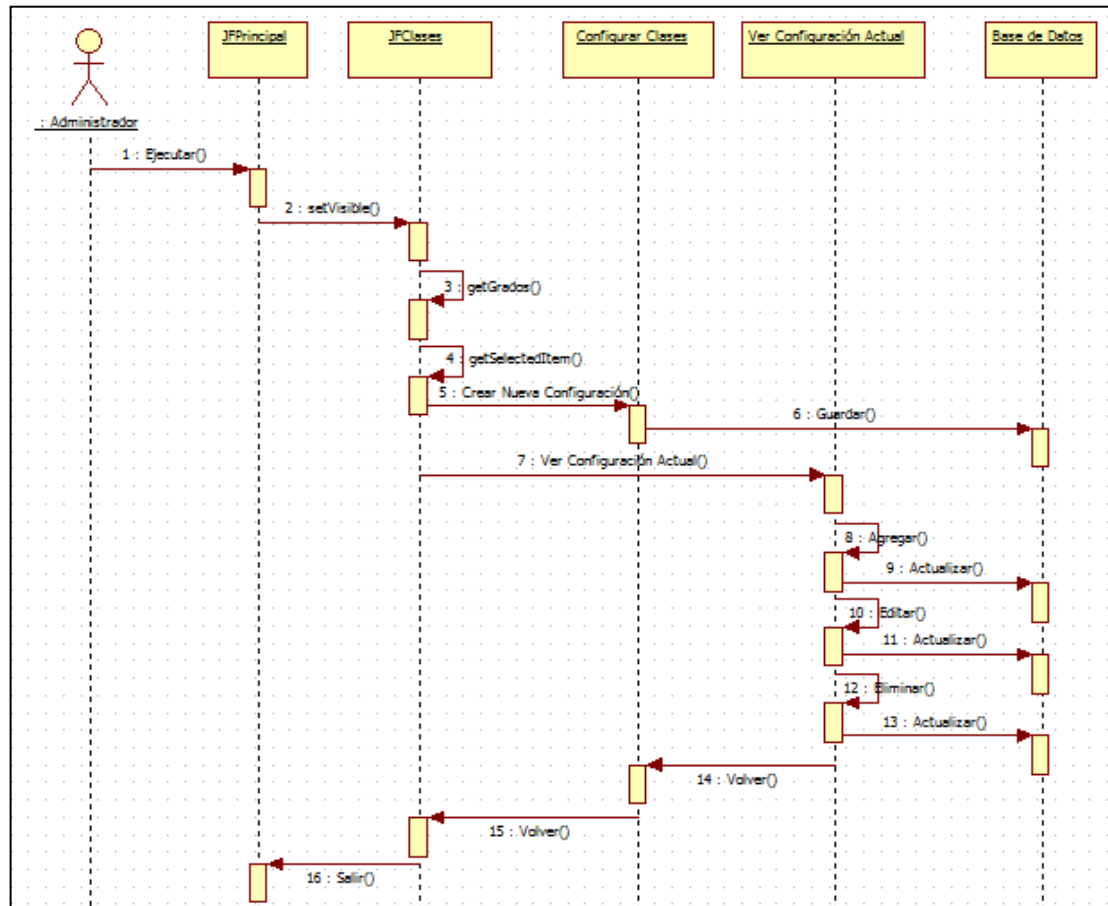 JFPrincipal
JFClases
Configurar Clases
Ver Configuración Actual
Base de Datos
: Administrador
1 : Ejecutar()
2 : setVisible()
3 : getGrados()
4 : getSelectedItem()
5 : Crear Nueva Configuración()
6 : Guardar()
7 : Ver Configuración Actual()
8 : Agregar()
9 : Actualizar()
10 : Editar()
11 : Actualizar()
12 : Eliminar()
13 : Actualizar()
14 : Volver()
15 : Volver()
16 : Salir()